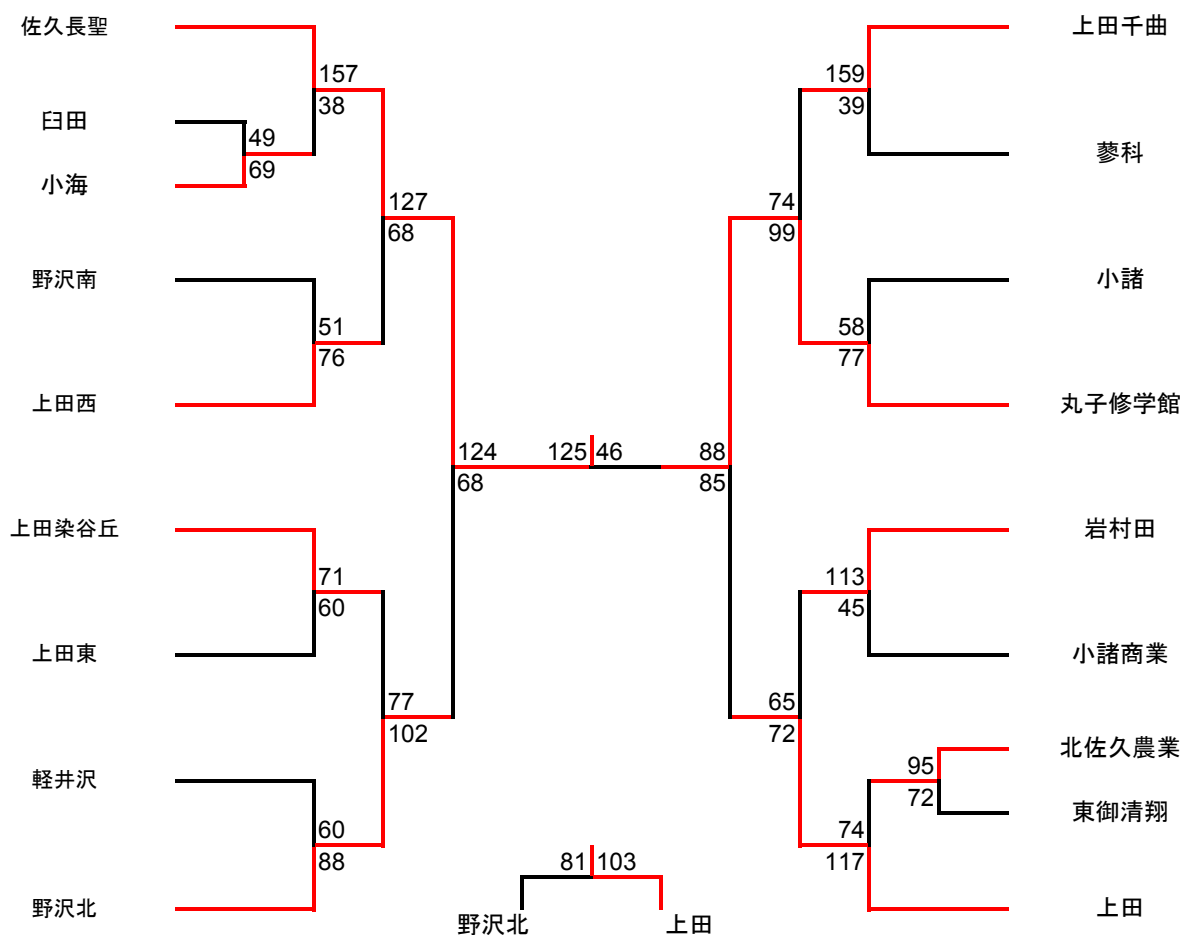 佐久長聖
上田千曲
157
159
38
39
臼田
49
蓼科
69
小海
127
74
68
99
野沢南
小諸
51
58
76
77
上田西
丸子修学館
124
125
46
88
68
85
上田染谷丘
岩村田
71
113
60
45
上田東
小諸商業
77
65
102
72
北佐久農業
軽井沢
95
72
東御清翔
60
74
88
117
81
103
野沢北
上田
野沢北
上田